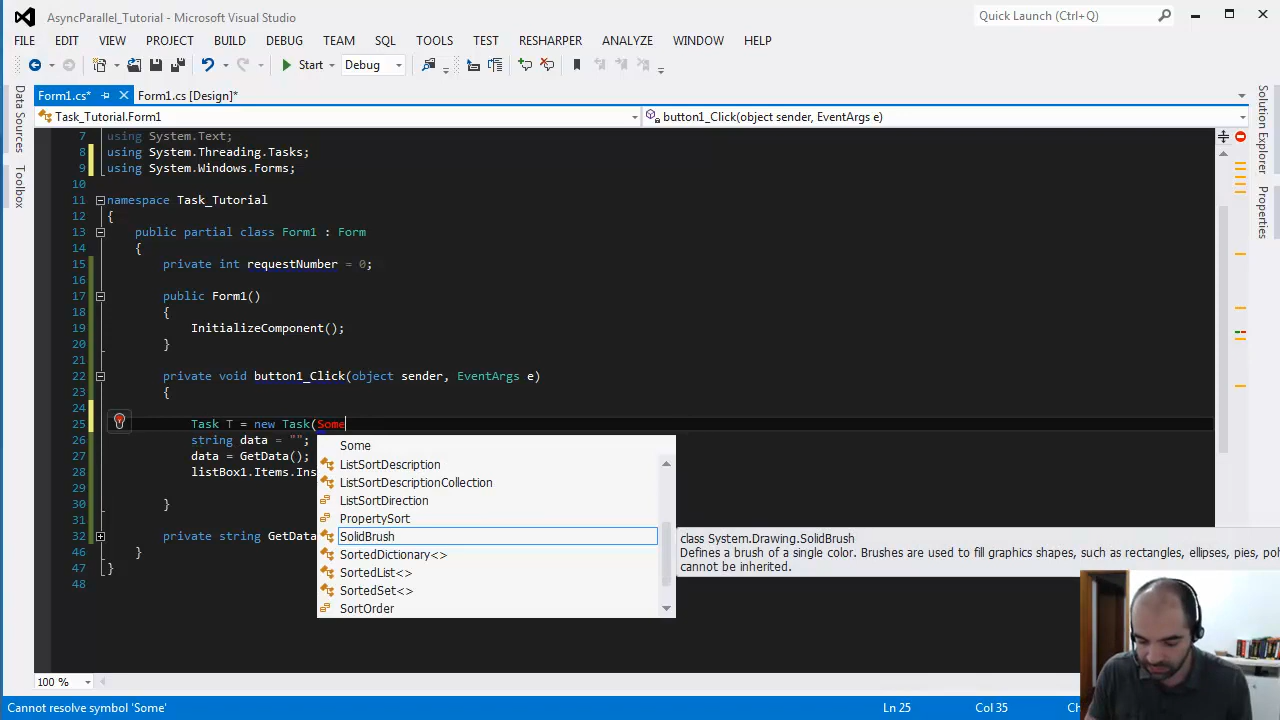 AsyncParallel_Tutorial - Microsoft Visual Studio
Quick Launch (Ctrl+Q)
FILE EDIT VIEW PROJECT BUILD DEBUG TEAM SQL TOOLS TEST RESHARPER ANALYZE WINDOW HELP
Start Debug
Form1.cs* Form1.cs [Design]*
Task_Tutorial.Form1 button1_Click(object sender, EventArgs e)
Data Sources
Toolbox
Solution Explorer
Properties
7 using System.Text;
8 using System.Threading.Tasks;
9 using System.Windows.Forms;
10
11 namespace Task_Tutorial
12 {
13 public partial class Form1 : Form
14 {
15 private int requestNumber = 0;
16
17 public Form1()
18 {
19 InitializeComponent();
20 }
21
22 private void button1_Click(object sender, EventArgs e)
23 {
24
25 Task T = new Task(Some
26 string data = "";
27 data = GetData();
28 listBox1.Items.Ins
29
30 }
31
32 private string GetData
46 }
47 }
48
Some
ListSortDescription
ListSortDescriptionCollection
ListSortDirection
PropertySort
SolidBrush
SortedDictionary<>
SortedList<>
SortedSet<>
SortOrder
class System.Drawing.SolidBrush
Defines a brush of a single color. Brushes are used to fill graphics shapes, such as rectangles, ellipses, pies,
cannot be inherited.
100 %
Cannot resolve symbol 'Some' Ln 25 Col 35